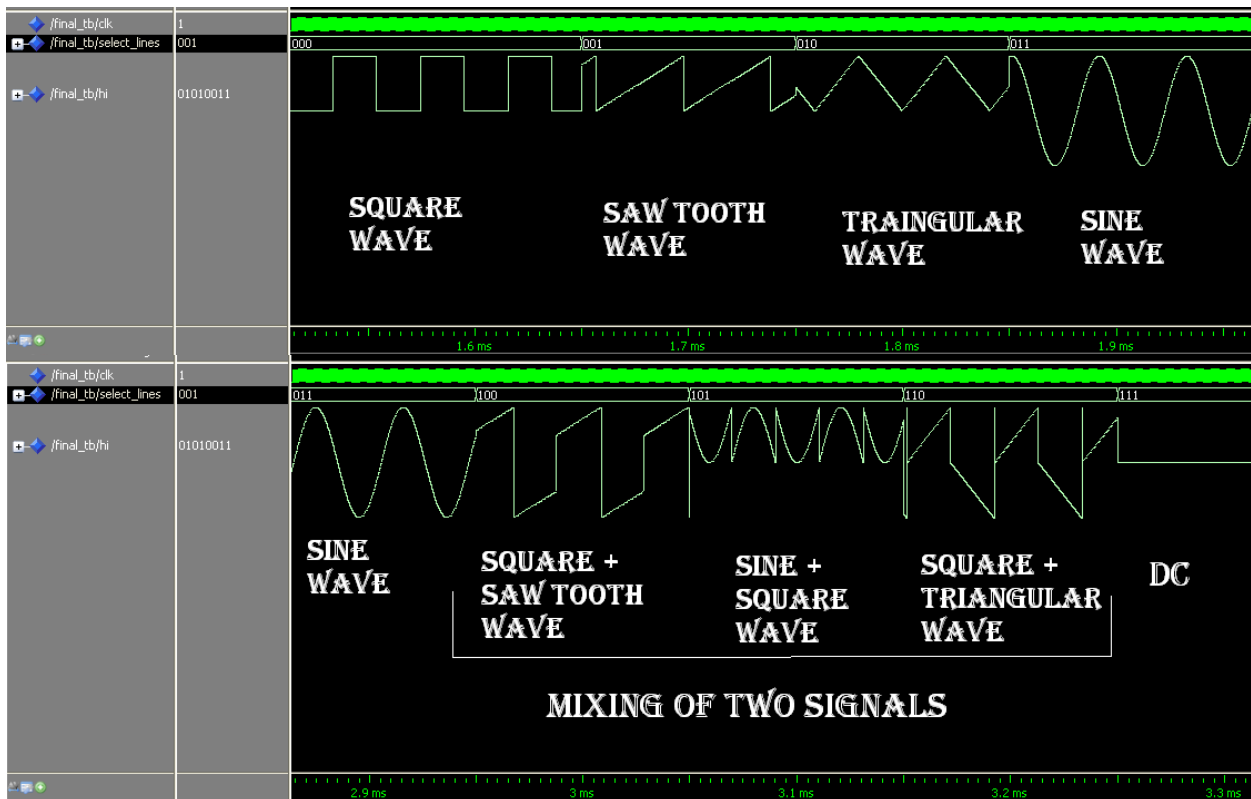 /final_tb/clk 1
/final_tb/select_lines 001 000 001 010 011
/final_tb/hi 01010011
SQUARE
WAVE
SAW TOOTH
WAVE
TRAINGULAR
WAVE
SINE
WAVE
1.6 ms 1.7 ms 1.8 ms 1.9 ms
/final_tb/clk 1
/final_tb/select_lines 001 011 100 101 110 111
/final_tb/hi 01010011
SINE
WAVE
SQUARE +
SAW TOOTH
WAVE
SINE +
SQUARE
WAVE
SQUARE +
TRIANGULAR
WAVE
DC
MIXING OF TWO SIGNALS
2.9 ms 3 ms 3.1 ms 3.2 ms 3.3 ms